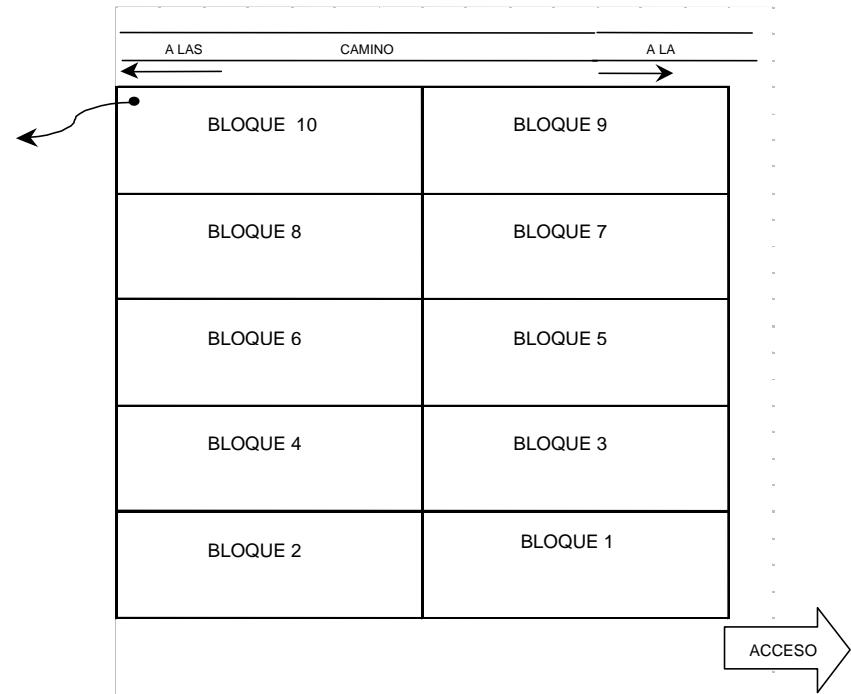 A LAS CAMINO A LA
BLOQUE 10 BLOQUE 9
BLOQUE 8 BLOQUE 7
BLOQUE 6 BLOQUE 5
BLOQUE 4 BLOQUE 3
BLOQUE 2 BLOQUE 1
ACCESO